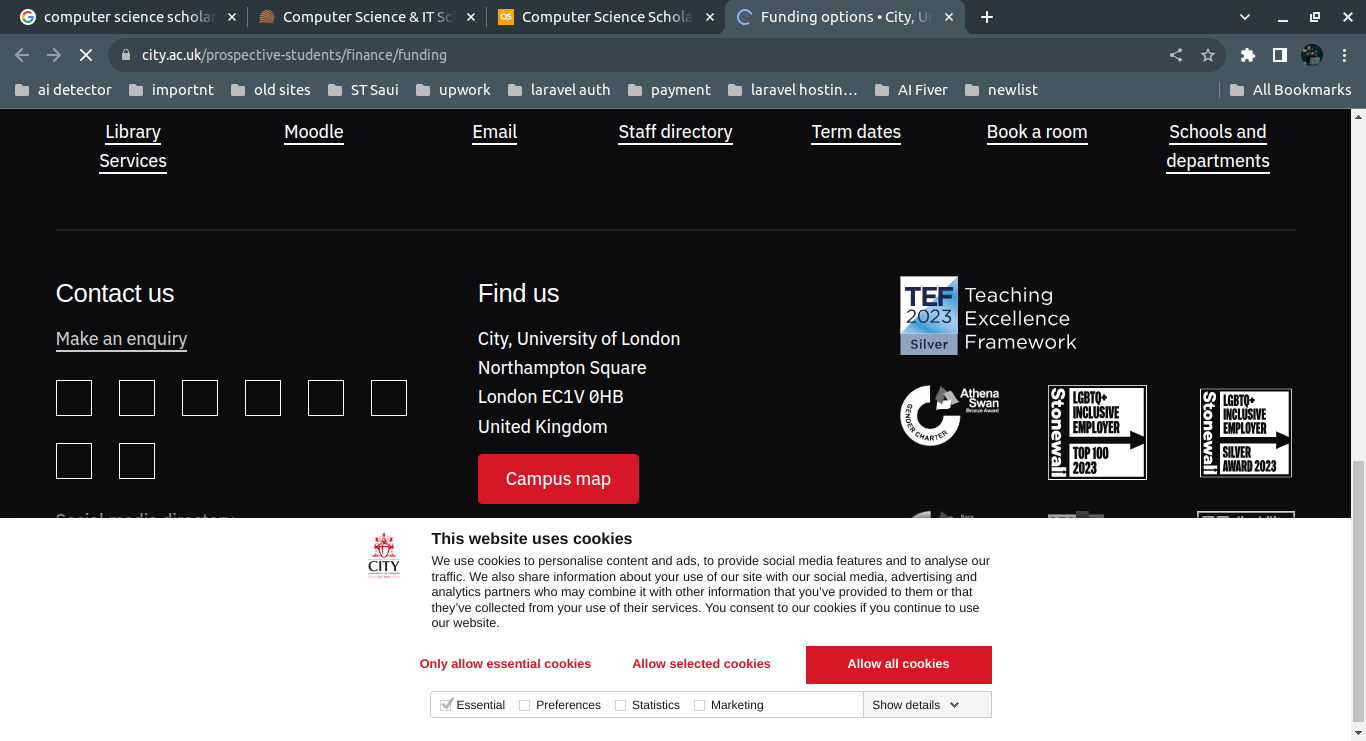 computer science schola
Computer Science & IT Sc
Computer Science Schola
Funding options • City, U
city.ac.uk/prospective-students/finance/funding
ai detector
importnt
old sites
ST Saui
upwork
laravel auth
payment
laravel hostin...
AI Fiver
newlist
All Bookmarks
Library
Services
Moodle
Email
Staff directory
Term dates
Book a room
Schools and
departments
Contact us
Make an enquiry
Social media directory
Find us
City, University of London
Northampton Square
London EC1V 0HB
United Kingdom
Campus map
TEF
2023
Silver
Teaching
Excellence
Framework
GENDER CHARTER
Athena
Swan
Bronze Award
Stonewall
LGBTQ+
INCLUSIVE
EMPLOYER
TOP 100
2023
Stonewall
LGBTQ+
INCLUSIVE
EMPLOYER
SILVER
AWARD 2023
CITY
This website uses cookies
We use cookies to personalise content and ads, to provide social media features and to analyse our
traffic. We also share information about your use of our site with our social media, advertising and
analytics partners who may combine it with other information that you've provided to them or that
they've collected from your use of their services. You consent to our cookies if you continue to use
our website.
Only allow essential cookies
Allow selected cookies
Allow all cookies
Essential
Preferences
Statistics
Marketing
Show details